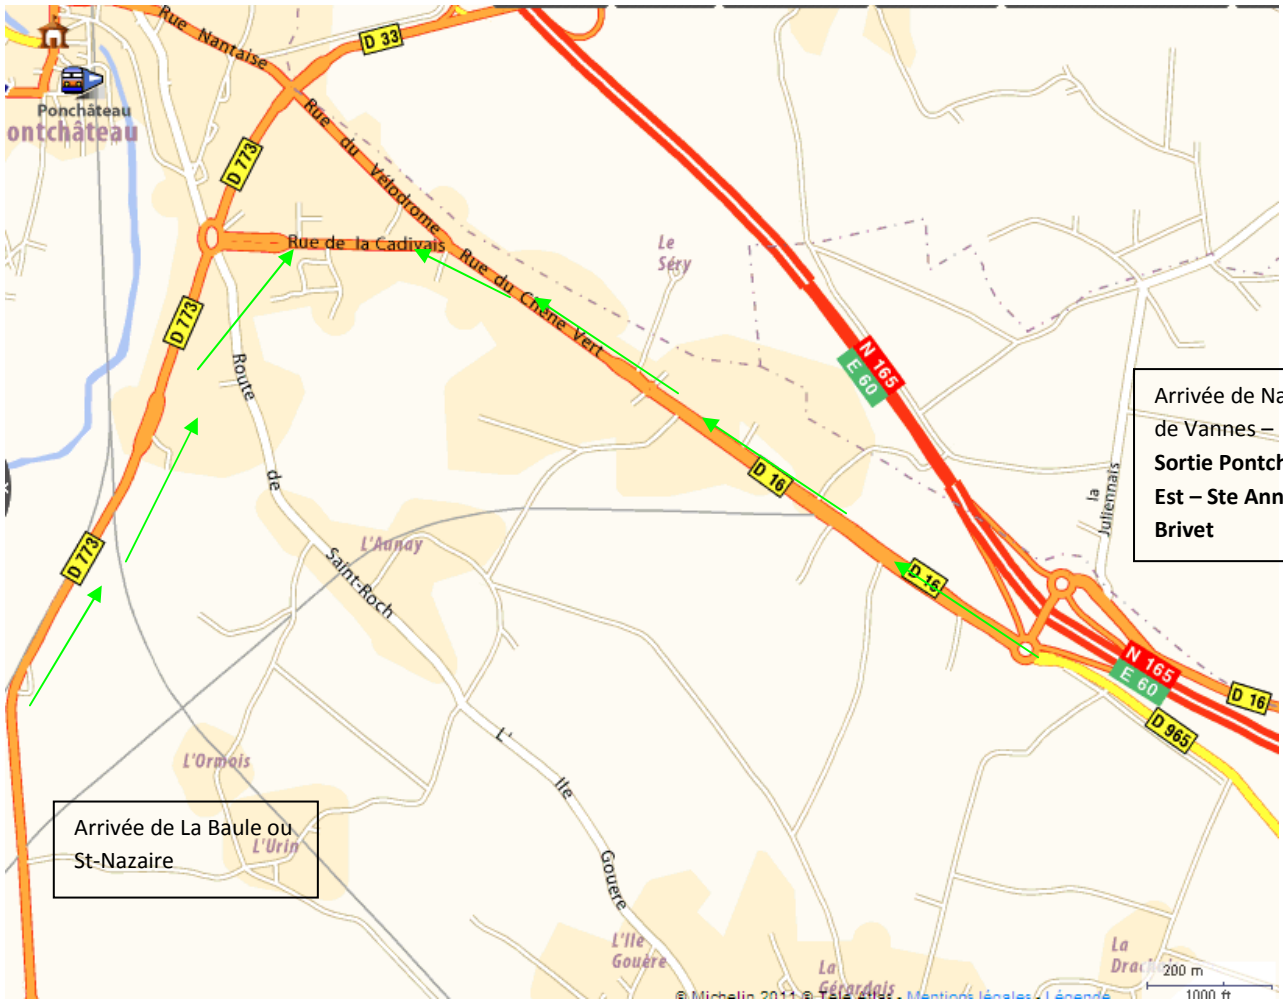 Rue Nantaise
D 33
Ponchâteau
ontchâteau
Rue du Vélodrome
D 773
Rue de la Cadivais
Rue du Chêne Vert
Le
Séry
D 773
N 165
E 60
Route de Saint-Roch
Arrivée de Na
de Vannes –
Sortie Pontch
Est – Ste Ann
Brivet
la
Juliennais
D 16
D 773
L'Aunay
D 16
N 165
E 60
D 16
D 965
L'Ormois
L' Ile Gouere
Arrivée de La Baule ou
St-Nazaire
L'Urin
L'Ile
Gouère
La
Gérardais
La
200 m
1000 ft
© Michelin 2011 © Tele Atlas - Mentions légales - Légende